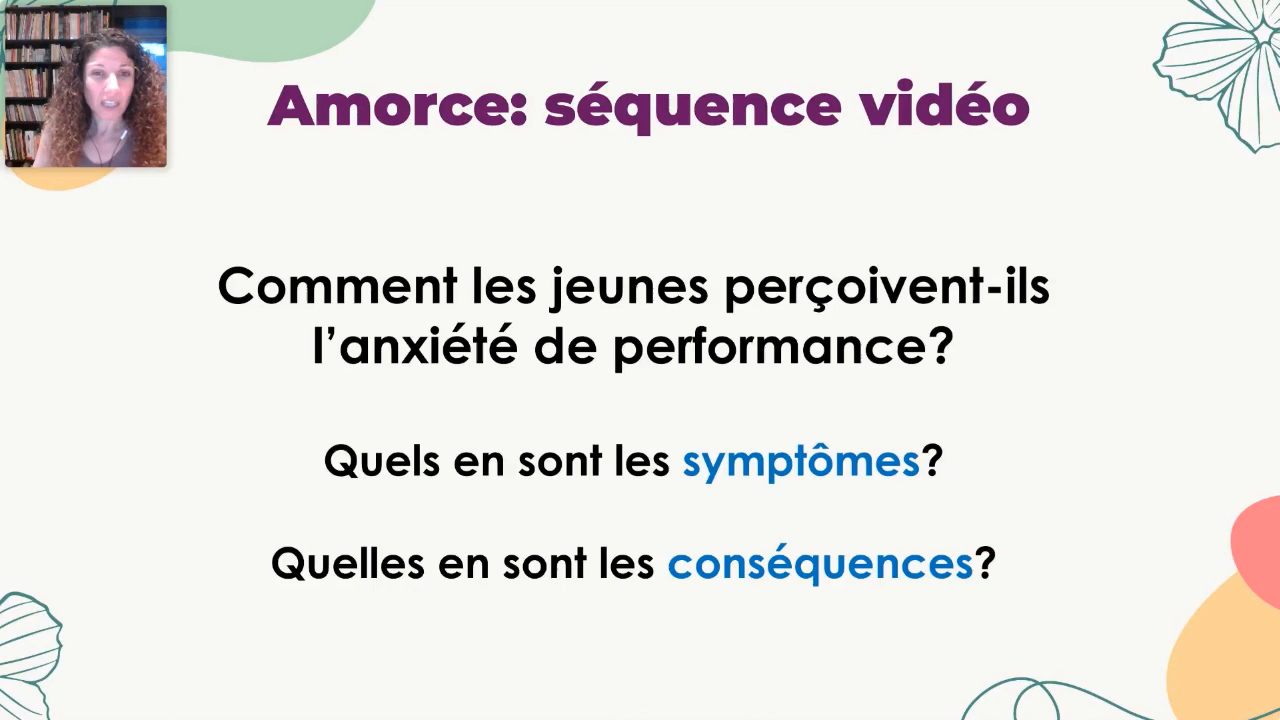 Amorce: séquence vidéo
Comment les jeunes perçoivent-ils
l’anxiété de performance?
Quels en sont les symptômes?
Quelles en sont les conséquences?